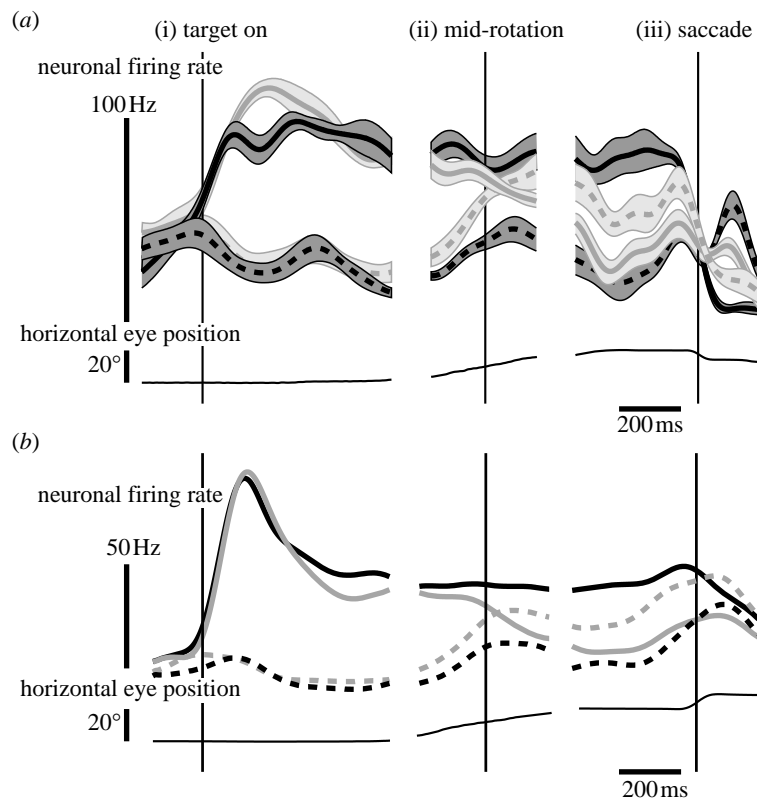 (a)
(i) target on
(ii) mid-rotation
(iii) saccade
neuronal firing rate
100 Hz
horizontal eye position
20°
200 ms
(b)
neuronal firing rate
50 Hz
horizontal eye position
20°
200 ms